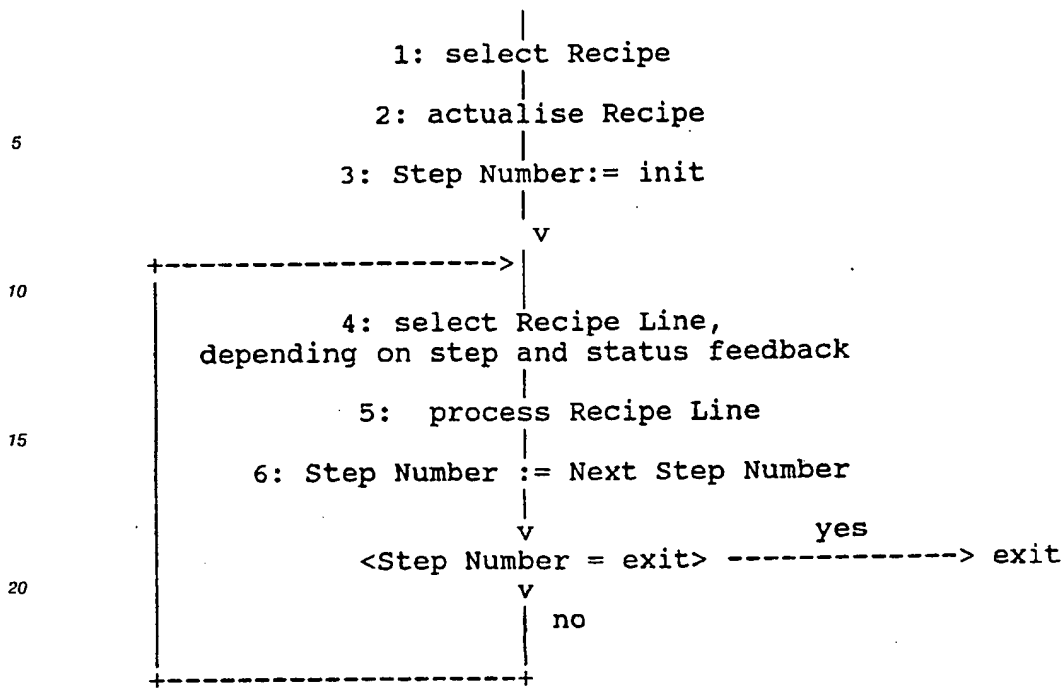 1: select Recipe
2: actualise Recipe
5
3: Step Number:= init
v
+------------------->
10
4: select Recipe Line,
depending on step and status feedback
5: process Recipe Line
15
6: Step Number := Next Step Number
v yes
<Step Number = exit> -------------> exit
20 v
no
+-------------------+